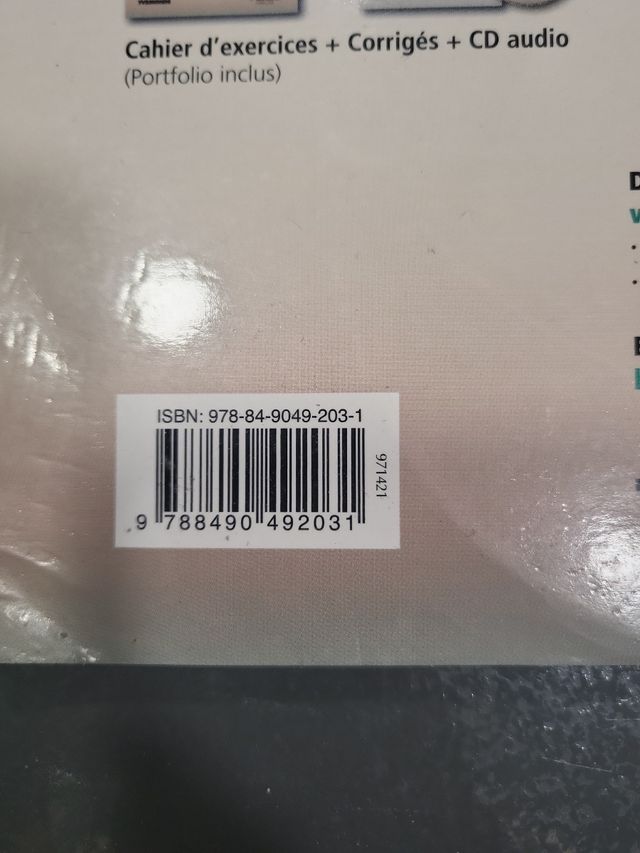 Cahier d'exercices + Corrigés + CD audio
(Portfolio inclus)
ISBN: 978-84-9049-203-1
971421
9 788490 492031